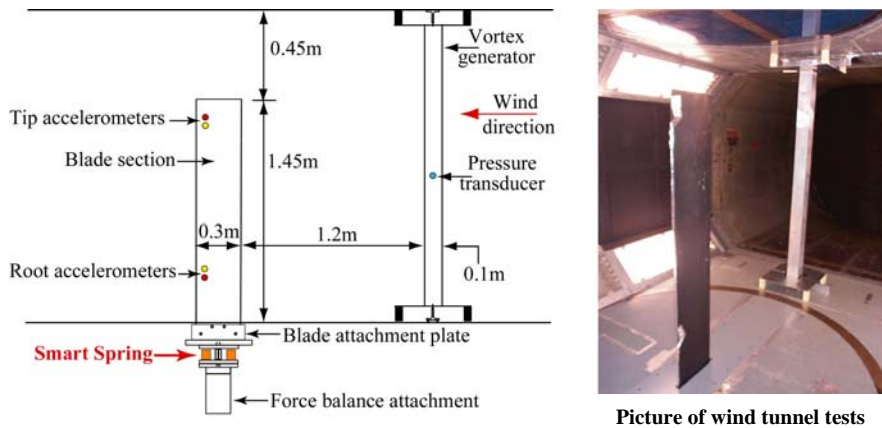 Vortex
generator
0.45m
Tip accelerometers
Wind
direction
Blade section
1.45m
Pressure
transducer
0.3m
1.2m
Root accelerometers
0.1m
Blade attachment plate
Smart Spring
Force balance attachment
Picture of wind tunnel tests